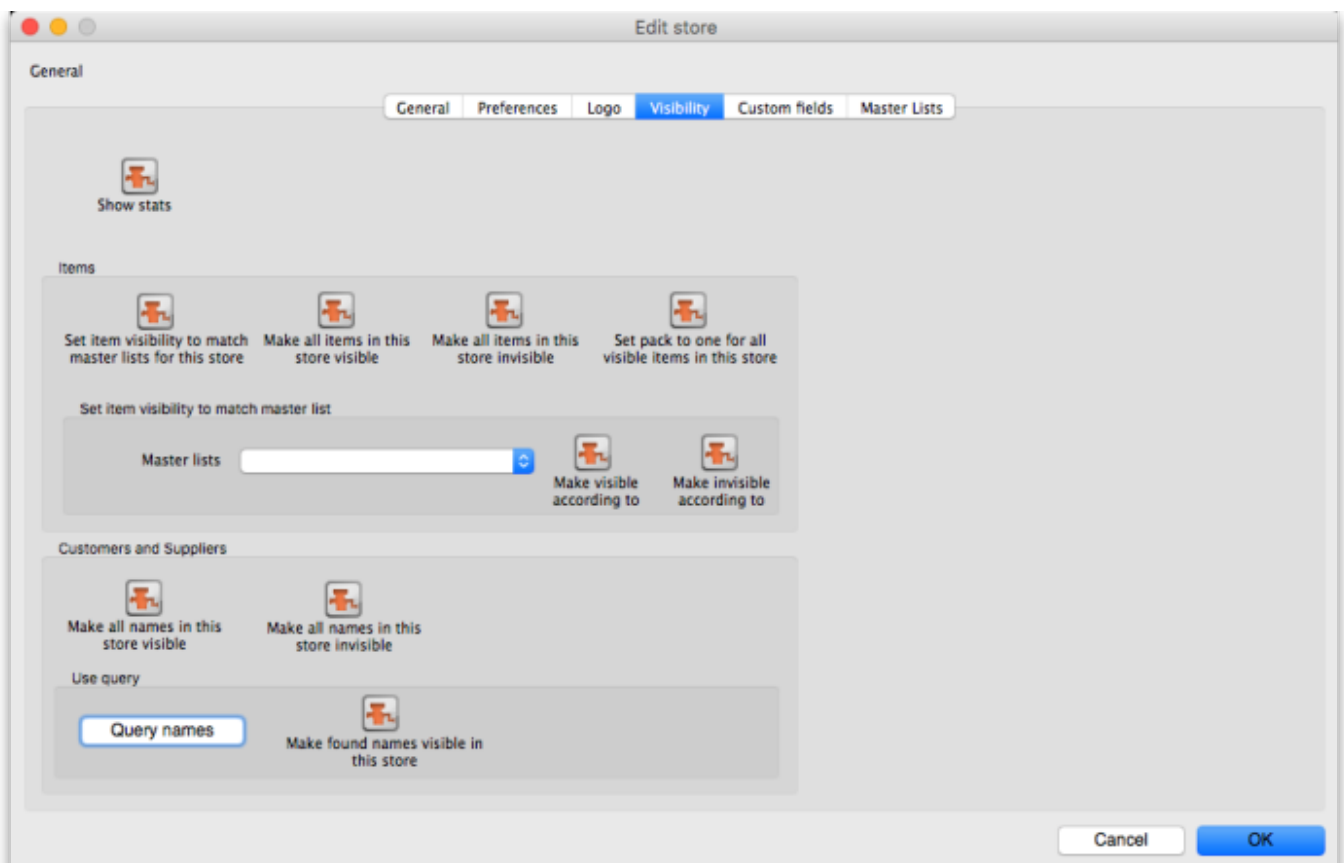 Edit store
General
General Preferences Logo Visibility Custom fields Master Lists
Show stats
Items
Set item visibility to match
master lists for this store
Make all items in this
store visible
Make all items in this
store invisible
Set pack to one for all
visible items in this store
Set item visibility to match master list
Master lists
Make visible
according to
Make invisible
according to
Customers and Suppliers
Make all names in this
store visible
Make all names in this
store invisible
Use query
Query names
Make found names visible in
this store
Cancel
OK